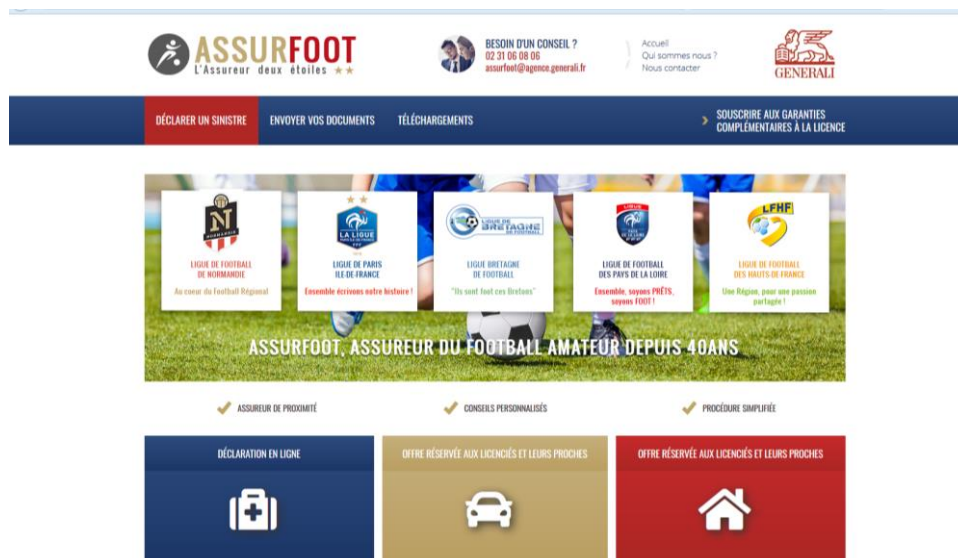 ASSURFOOT
L'Assureur deux étoiles
BESOIN D'UN CONSEIL ?
02 31 06 08 06
assurfoot@agence.generali.fr
Accueil
Qui sommes nous ?
Nous contacter
GENERALI
DÉCLARER UN SINISTRE
ENVOYER VOS DOCUMENTS
TÉLÉCHARGEMENTS
SOUSCRIRE AUX GARANTIES
COMPLÉMENTAIRES À LA LICENCE
N
NORMANDIE
LIGUE DE FOOTBALL
DE NORMANDIE
Au coeur du Football Régional
LA LIGUE
LIGUE DE PARIS
ILE-DE-FRANCE
Ensemble écrivons notre histoire !
LIGUE DE
BRETAGNE
DE FOOTBALL
LIGUE BRETAGNE
DE FOOTBALL
"Ils sont foot ces Bretons"
LIGUE
PAYS
DE LA LOIRE
LIGUE DE FOOTBALL
DES PAYS DE LA LOIRE
Ensemble, soyons PRÊTS,
soyons FOOT !
LFHF
LIGUE DE FOOTBALL
DES HAUTS-DE-FRANCE
Une Région, pour une passion
partagée !
ASSURFOOT, ASSUREUR DU FOOTBALL AMATEUR DEPUIS 40ANS
ASSUREUR DE PROXIMITÉ
CONSEILS PERSONNALISÉS
PROCÉDURE SIMPLIFIÉE
DÉCLARATION EN LIGNE
OFFRE RÉSERVÉE AUX LICENCIÉS ET LEURS PROCHES
OFFRE RÉSERVÉE AUX LICENCIÉS ET LEURS PROCHES